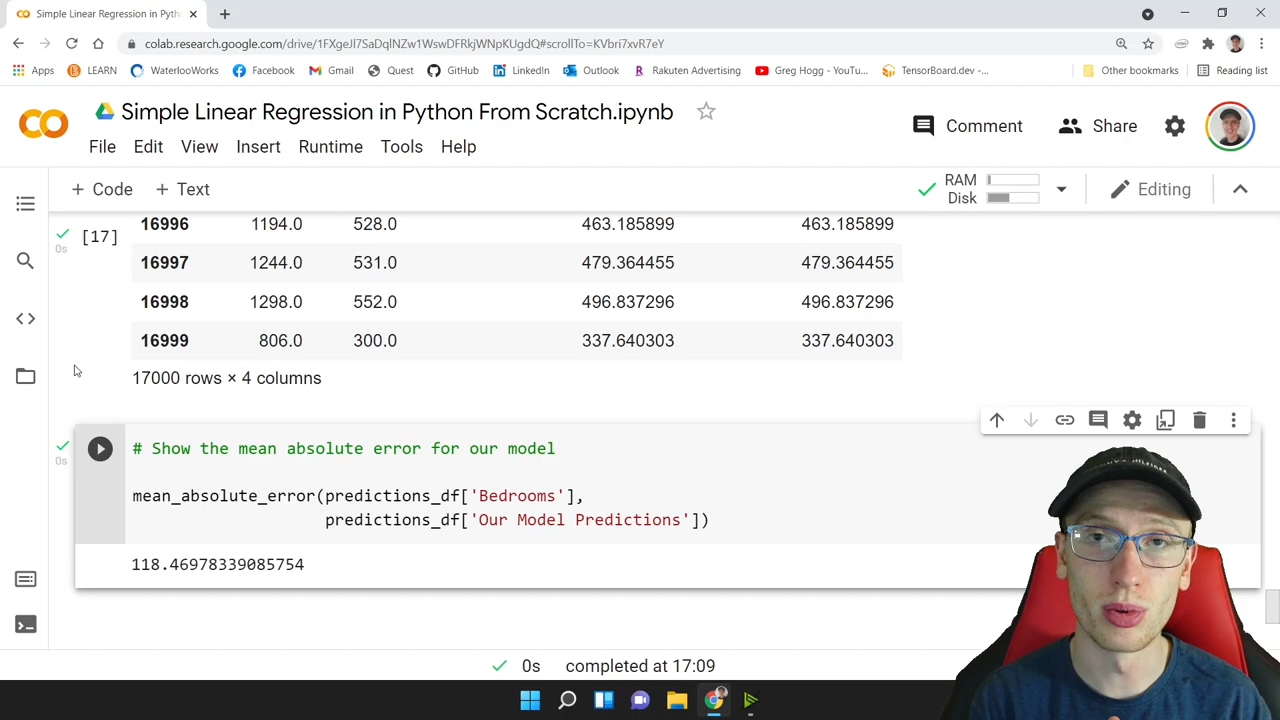 Simple Linear Regression in Pyth
colab.research.google.com/drive/1FXgeJl7SaDqlNZw1WswDFRkjWNpKUgdQ#scrollTo=KVbri7xvR7eY
Apps LEARN WaterlooWorks Facebook Gmail Quest GitHub LinkedIn Outlook Rakuten Advertising Greg Hogg - YouTu... TensorBoard.dev -... Other bookmarks Reading list
Simple Linear Regression in Python From Scratch.ipynb
Comment Share
File Edit View Insert Runtime Tools Help
+ Code + Text RAM Disk Editing
[17] 16996 1194.0 528.0 463.185899 463.185899
0s
16997 1244.0 531.0 479.364455 479.364455
16998 1298.0 552.0 496.837296 496.837296
16999 806.0 300.0 337.640303 337.640303
17000 rows × 4 columns
0s
# Show the mean absolute error for our model
mean_absolute_error(predictions_df['Bedrooms'],
predictions_df['Our Model Predictions'])
118.46978339085754
0s completed at 17:09